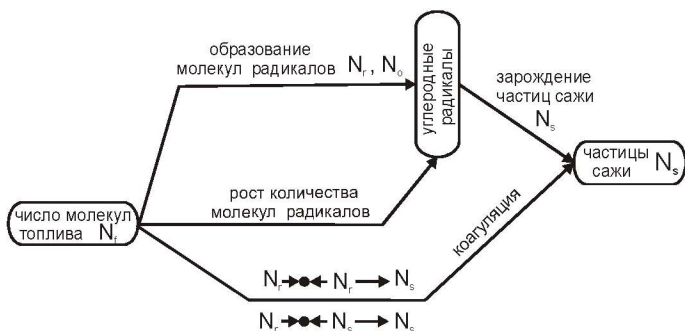 образование
молекул радикалов N_r , N_o
углеродные
радикалы
зарождение
частиц сажи
N_s
частицы
сажи N_s
рост количества
молекул радикалов
число молекул
топлива N_f
коагуляция
N_r → ● ← N_r → N_s
N_r → ● ← N_s → N_s